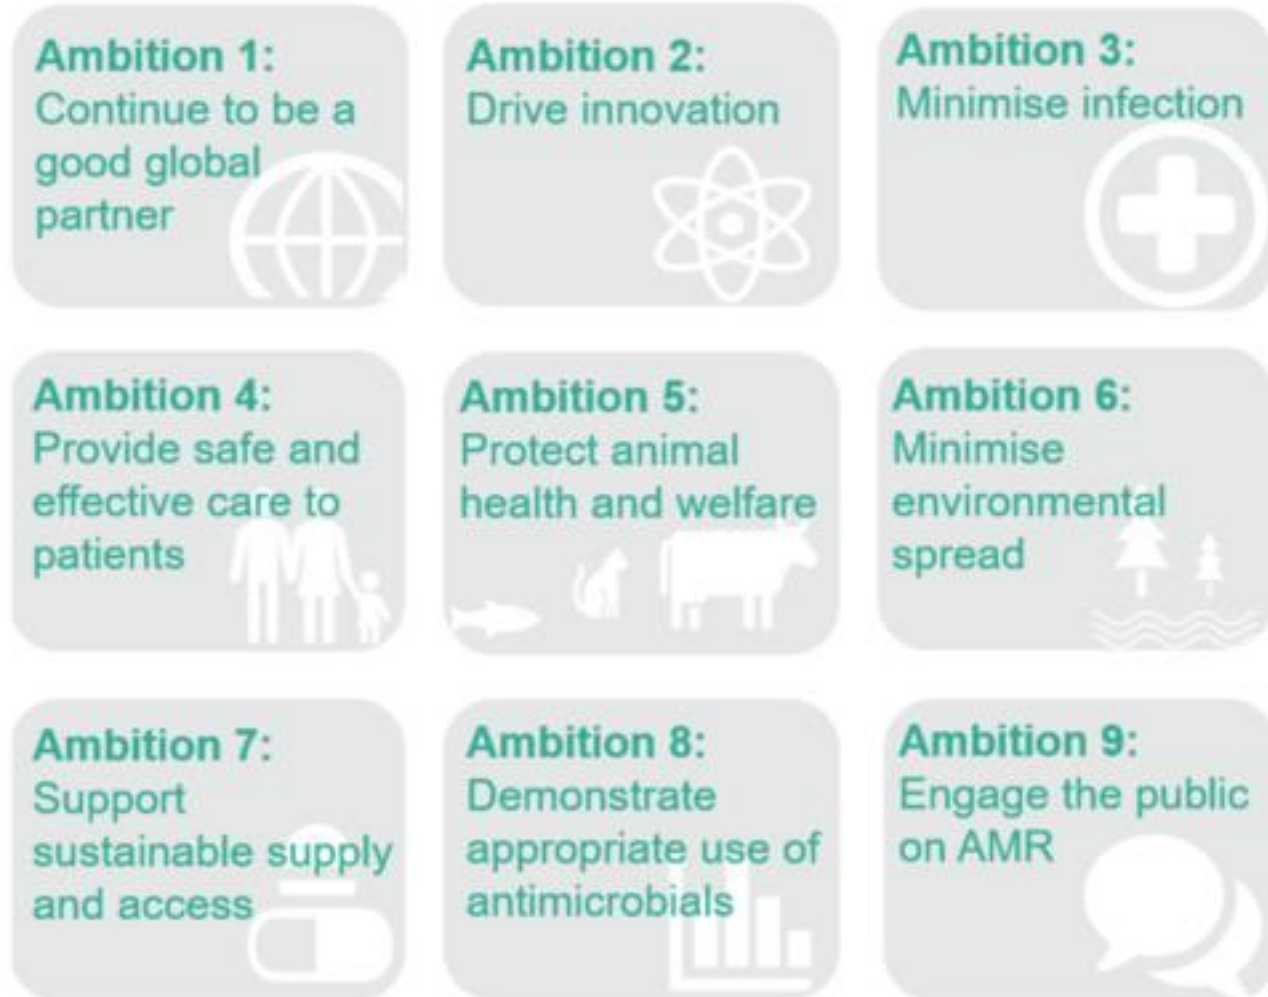 Ambition 1:
Continue to be a
good global
partner
Ambition 2:
Drive innovation
Ambition 3:
Minimise infection
Ambition 4:
Provide safe and
effective care to
patients
Ambition 5:
Protect animal
health and welfare
Ambition 6:
Minimise
environmental
spread
Ambition 7:
Support
sustainable supply
and access
Ambition 8:
Demonstrate
appropriate use of
antimicrobials
Ambition 9:
Engage the public
on AMR